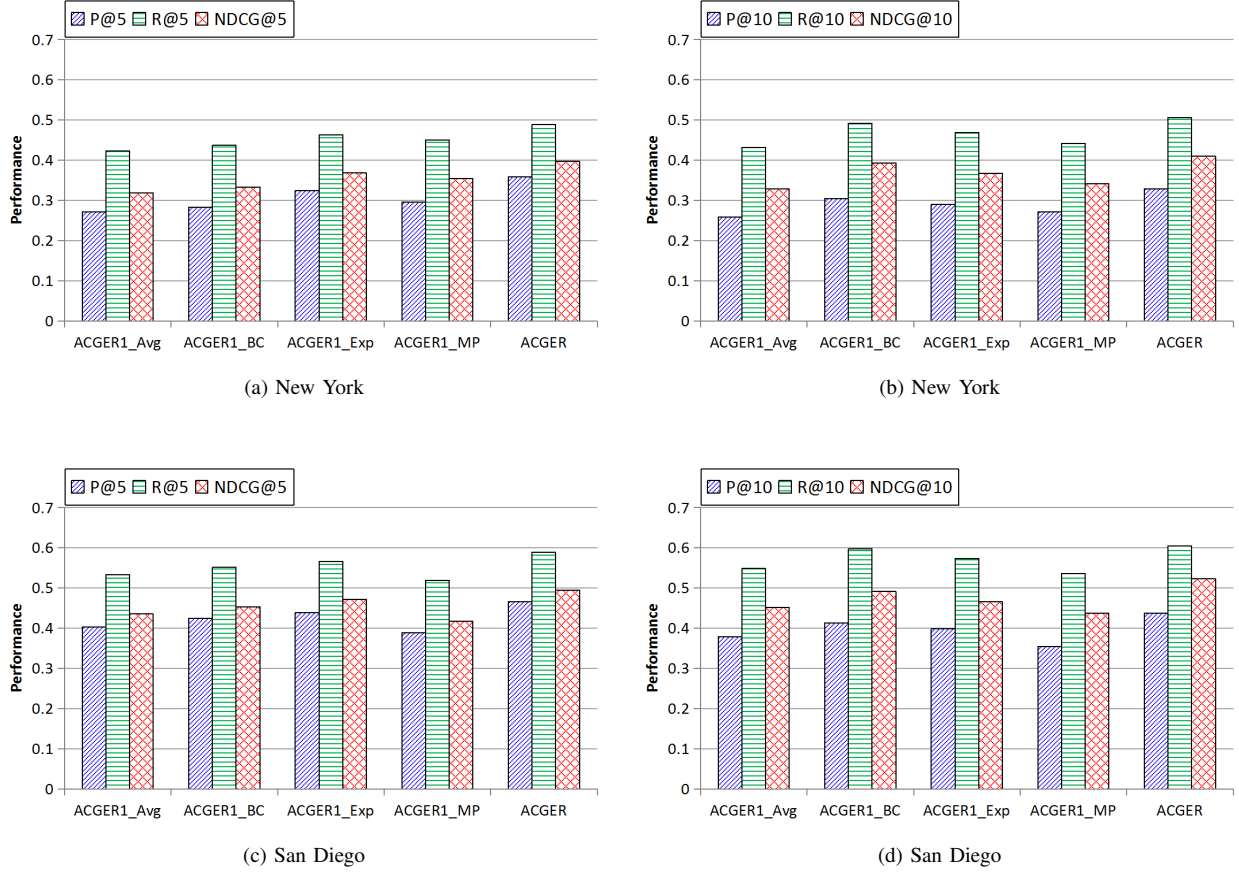 P@5 R@5 NDCG@5
0.7
0.6
0.5
0.4
0.3
0.2
0.1
0
Performance
ACGER1_Avg ACGER1_BC ACGER1_Exp ACGER1_MP ACGER
(a) New York
P@10 R@10 NDCG@10
0.7
0.6
0.5
0.4
0.3
0.2
0.1
0
Performance
ACGER1_Avg ACGER1_BC ACGER1_Exp ACGER1_MP ACGER
(b) New York
P@5 R@5 NDCG@5
0.7
0.6
0.5
0.4
0.3
0.2
0.1
0
Performance
ACGER1_Avg ACGER1_BC ACGER1_Exp ACGER1_MP ACGER
(c) San Diego
P@10 R@10 NDCG@10
0.7
0.6
0.5
0.4
0.3
0.2
0.1
0
Performance
ACGER1_Avg ACGER1_BC ACGER1_Exp ACGER1_MP ACGER
(d) San Diego